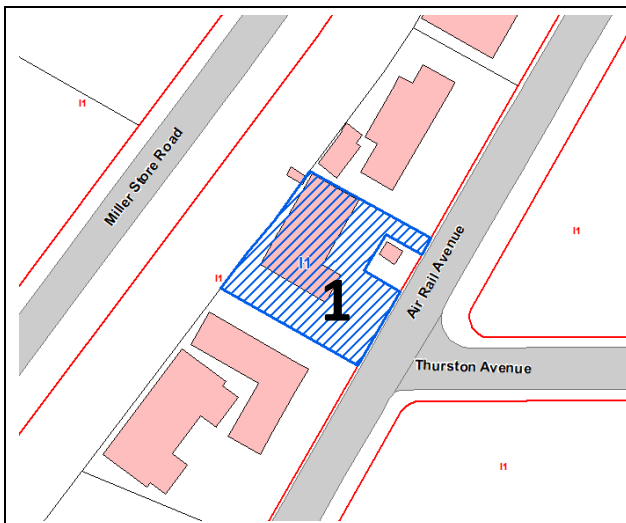 I1
Miller Store Road
I1
I1
I1
1
Air Rail Avenue
Thurston Avenue
I1